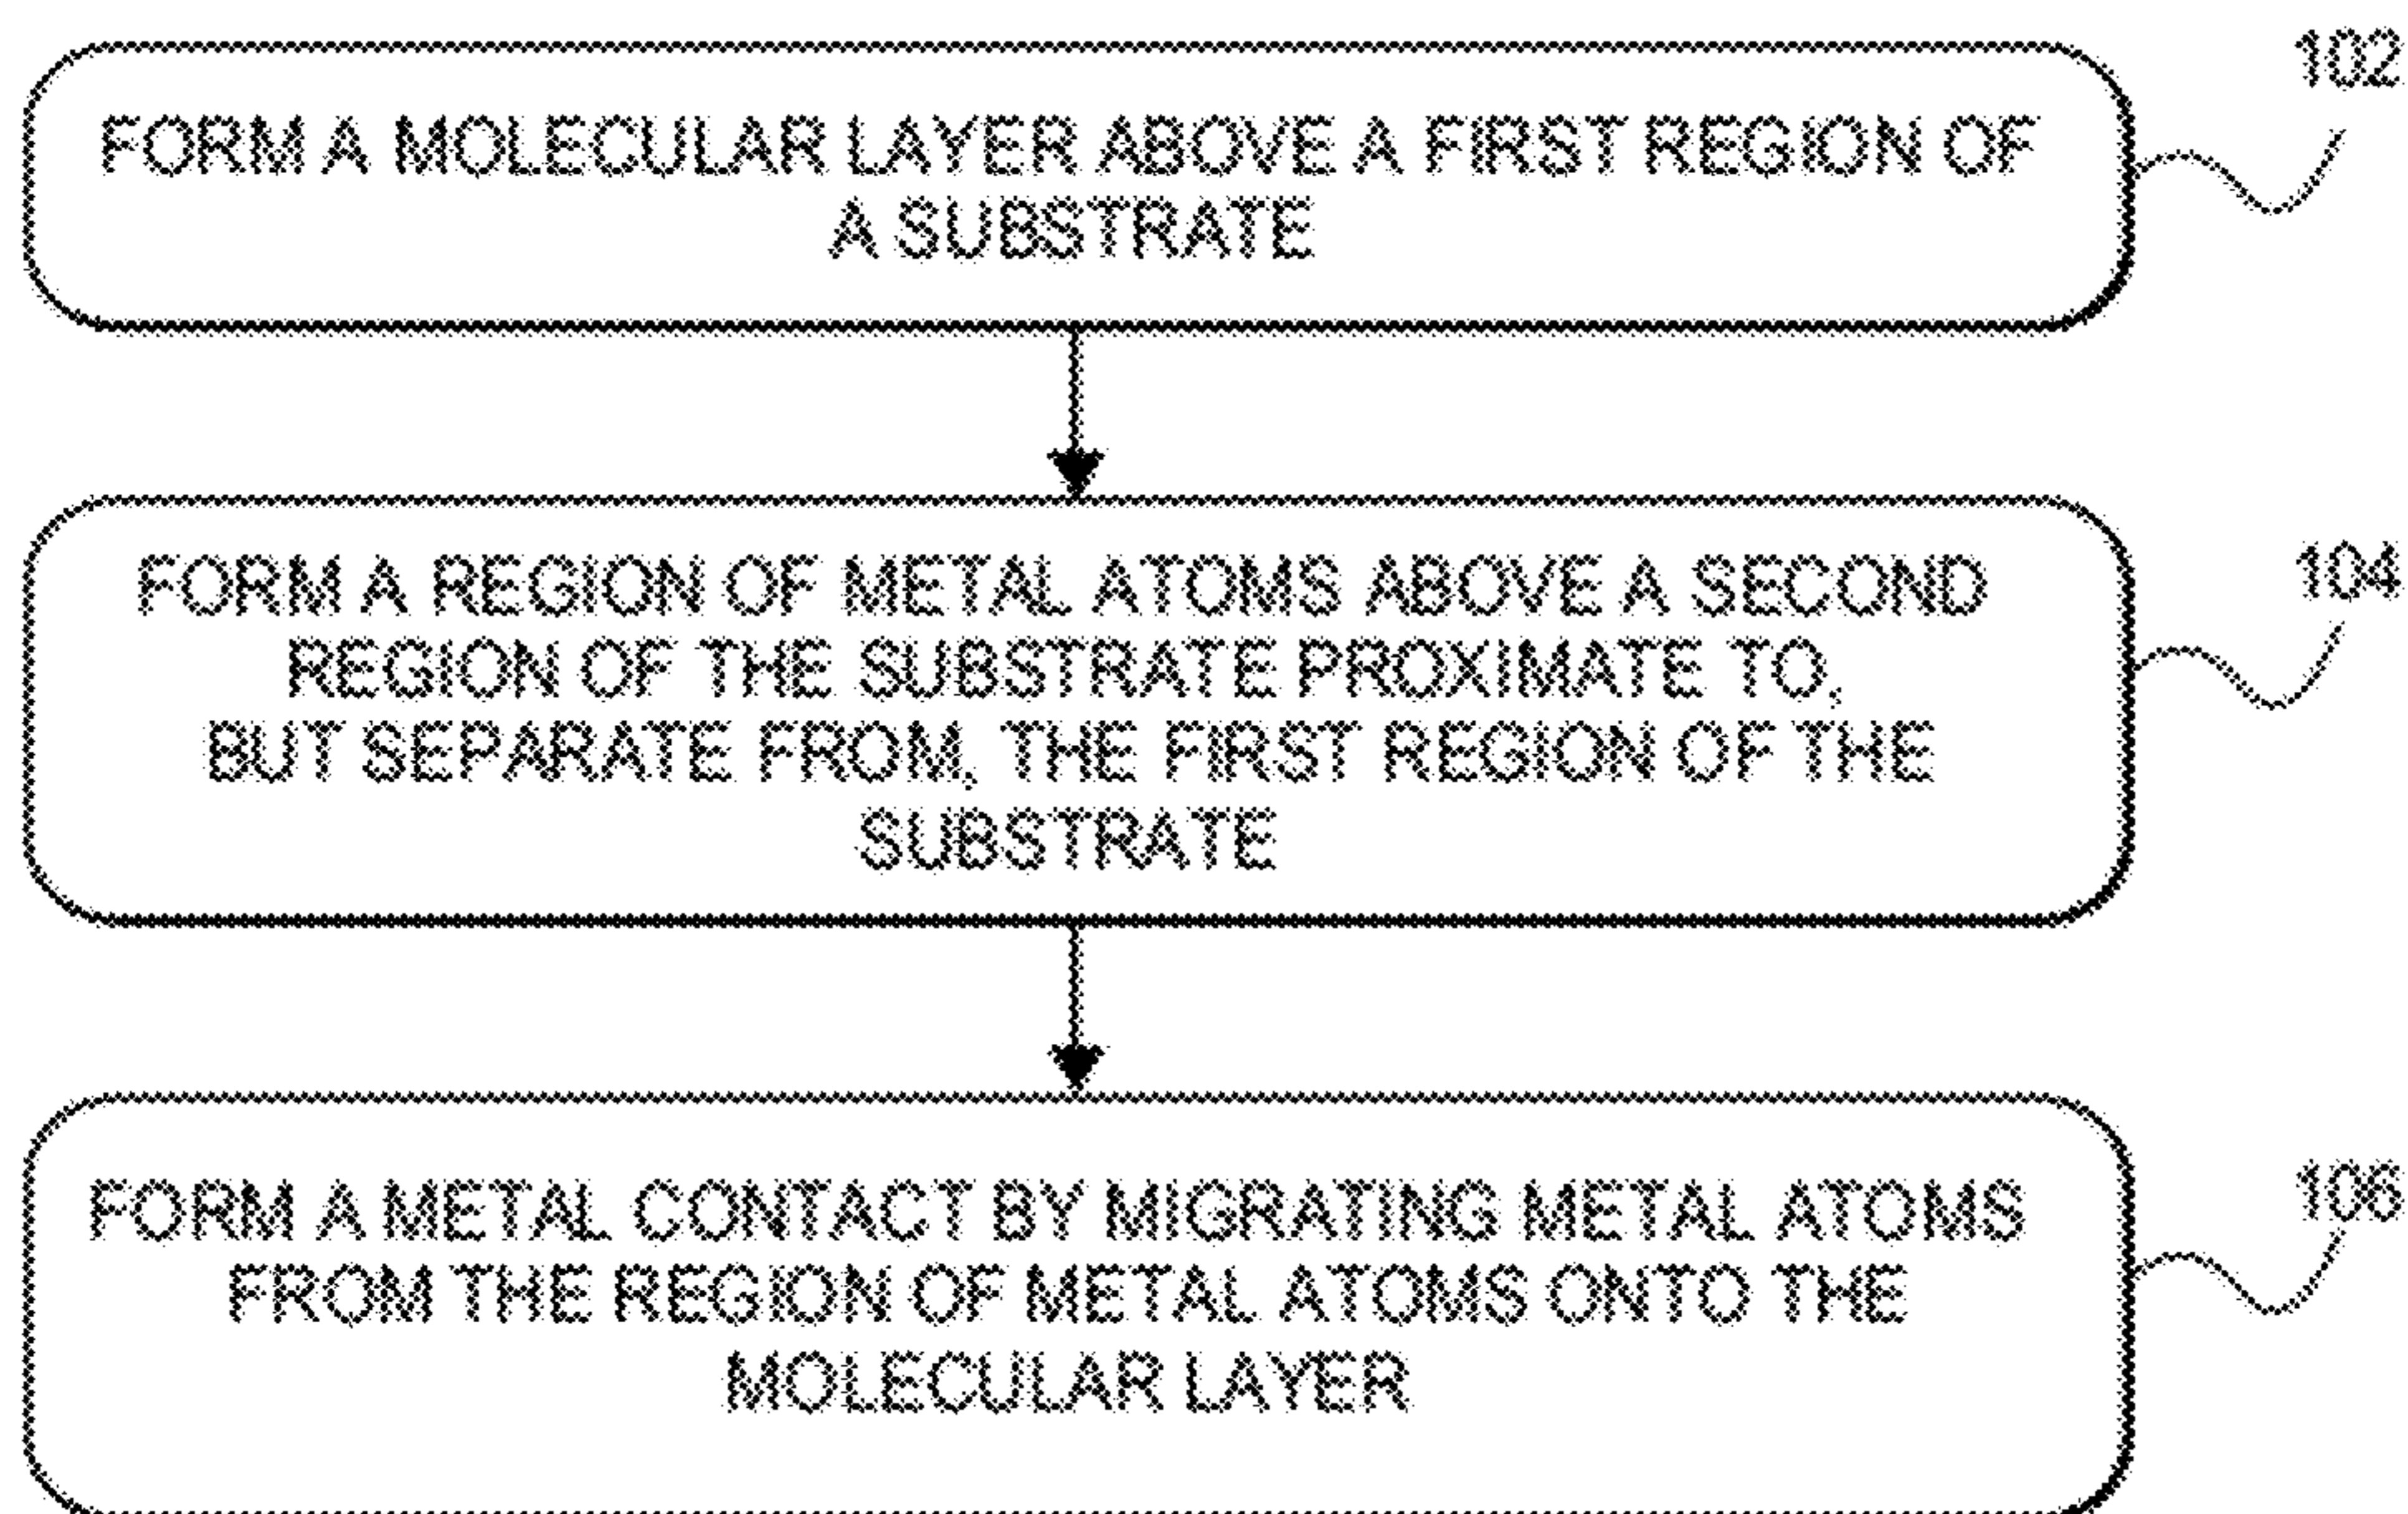 102
FORM A MOLECULAR LAYER ABOVE A FIRST REGION OF
A SUBSTRATE
104
FORM A REGION OF METAL ATOMS ABOVE A SECOND
REGION OF THE SUBSTRATE PROXIMATE TO,
BUT SEPARATE FROM, THE FIRST REGION OF THE
SUBSTRATE
106
FORM A METAL CONTACT BY MIGRATING METAL ATOMS
FROM THE REGION OF METAL ATOMS ONTO THE
MOLECULAR LAYER